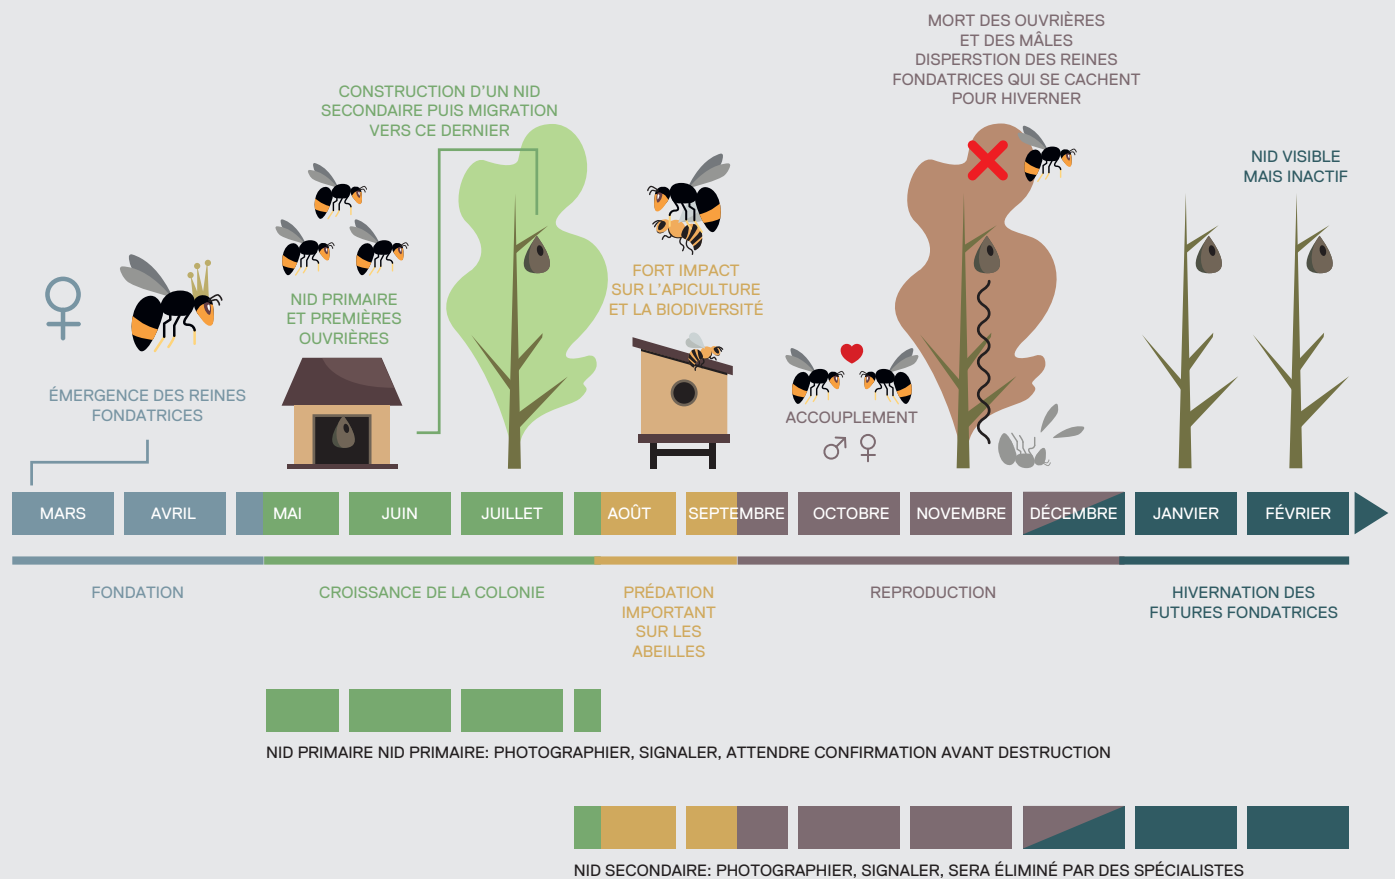 MORT DES OUVRIÈRES
ET DES MÂLES
DISPERSTION DES REINES
FONDATRICES QUI SE CACHENT
POUR HIVERNER
CONSTRUCTION D'UN NID
SECONDAIRE PUIS MIGRATION
VERS CE DERNIER
NID VISIBLE
MAIS INACTIF
FORT IMPACT
SUR L'APICULTURE
ET LA BIODIVERSITÉ
NID PRIMAIRE
ET PREMIÈRES
OUVRIÈRES
ÉMERGENCE DES REINES
FONDATRICES
ACCOUPLEMENT
♂ ♀
MARS AVRIL MAI JUIN JUILLET AOÛT SEPTEMBRE OCTOBRE NOVEMBRE DÉCEMBRE JANVIER FÉVRIER
FONDATION
CROISSANCE DE LA COLONIE
PRÉDATION
IMPORTANT
SUR LES
ABEILLES
REPRODUCTION
HIVERNATION DES
FUTURES FONDATRICES
NID PRIMAIRE NID PRIMAIRE: PHOTOGRAPHIER, SIGNALER, ATTENDRE CONFIRMATION AVANT DESTRUCTION
NID SECONDAIRE: PHOTOGRAPHIER, SIGNALER, SERA ÉLIMINÉ PAR DES SPÉCIALISTES